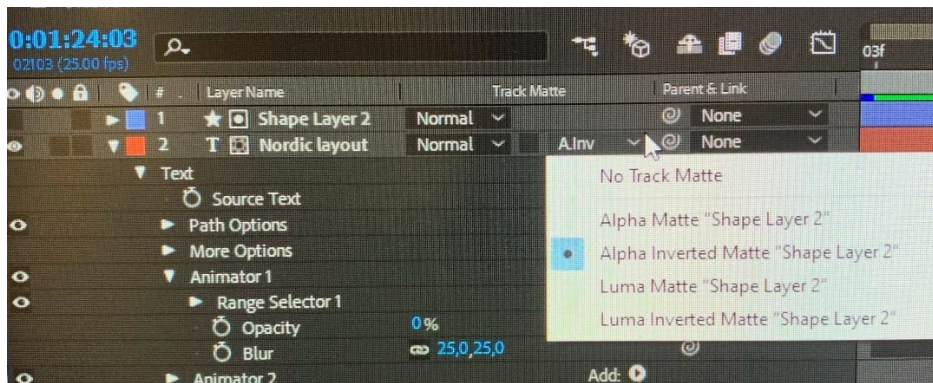 0:01:24:03
02103 (25.00 fps)
03f
# . Layer Name Track Matte Parent & Link
1 Shape Layer 2 Normal None
2 T Nordic layout Normal A.Inv None
Text
No Track Matte
Source Text
Path Options
Alpha Matte "Shape Layer 2"
More Options
Alpha Inverted Matte "Shape Layer 2"
Animator 1
Luma Matte "Shape Layer 2"
Range Selector 1
Luma Inverted Matte "Shape Layer 2"
Opacity 0%
Blur 25,0,25,0
Animator 2 Add: